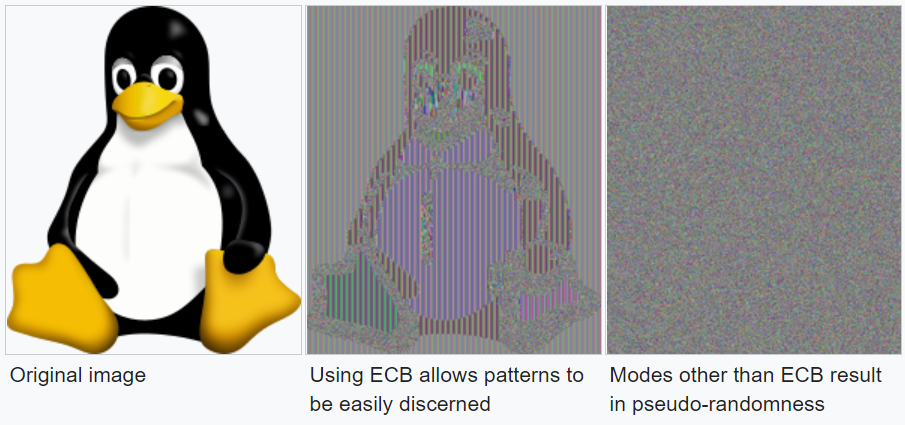 Original image
Using ECB allows patterns to
be easily discerned
Modes other than ECB result
in pseudo-randomness